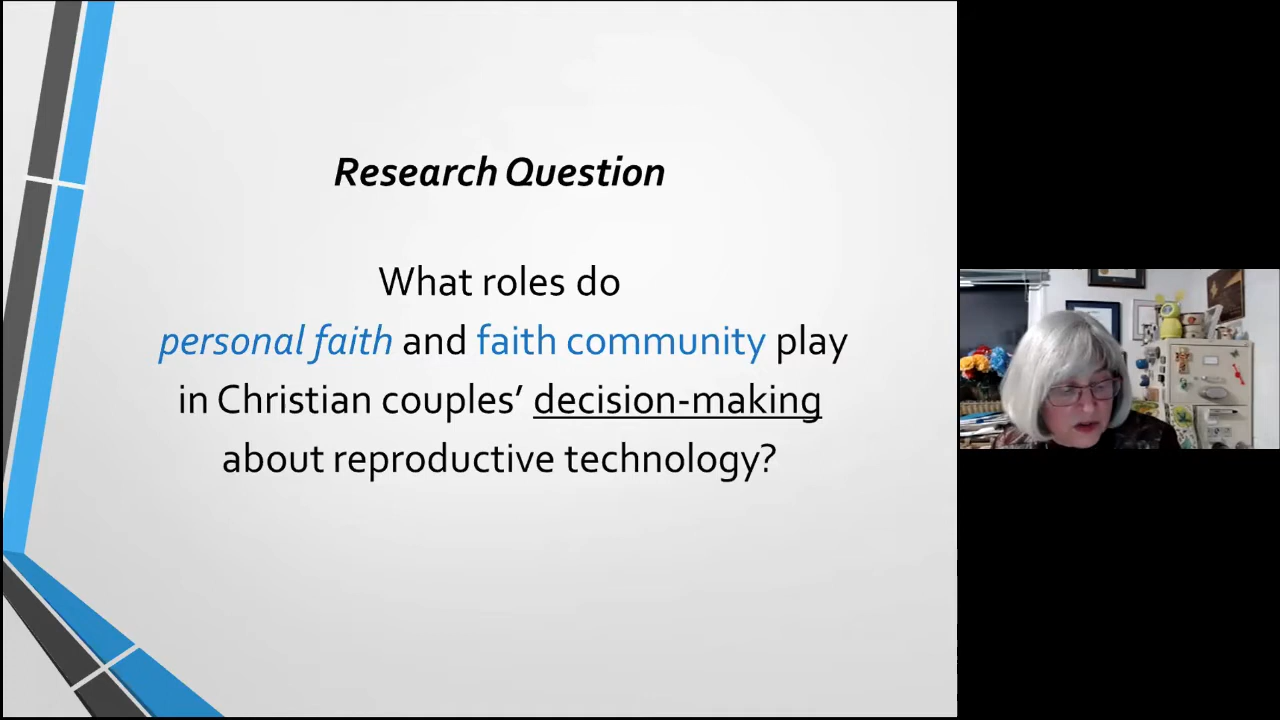 Research Question
What roles do
personal faith and faith community play
in Christian couples’ decision-making
about reproductive technology?